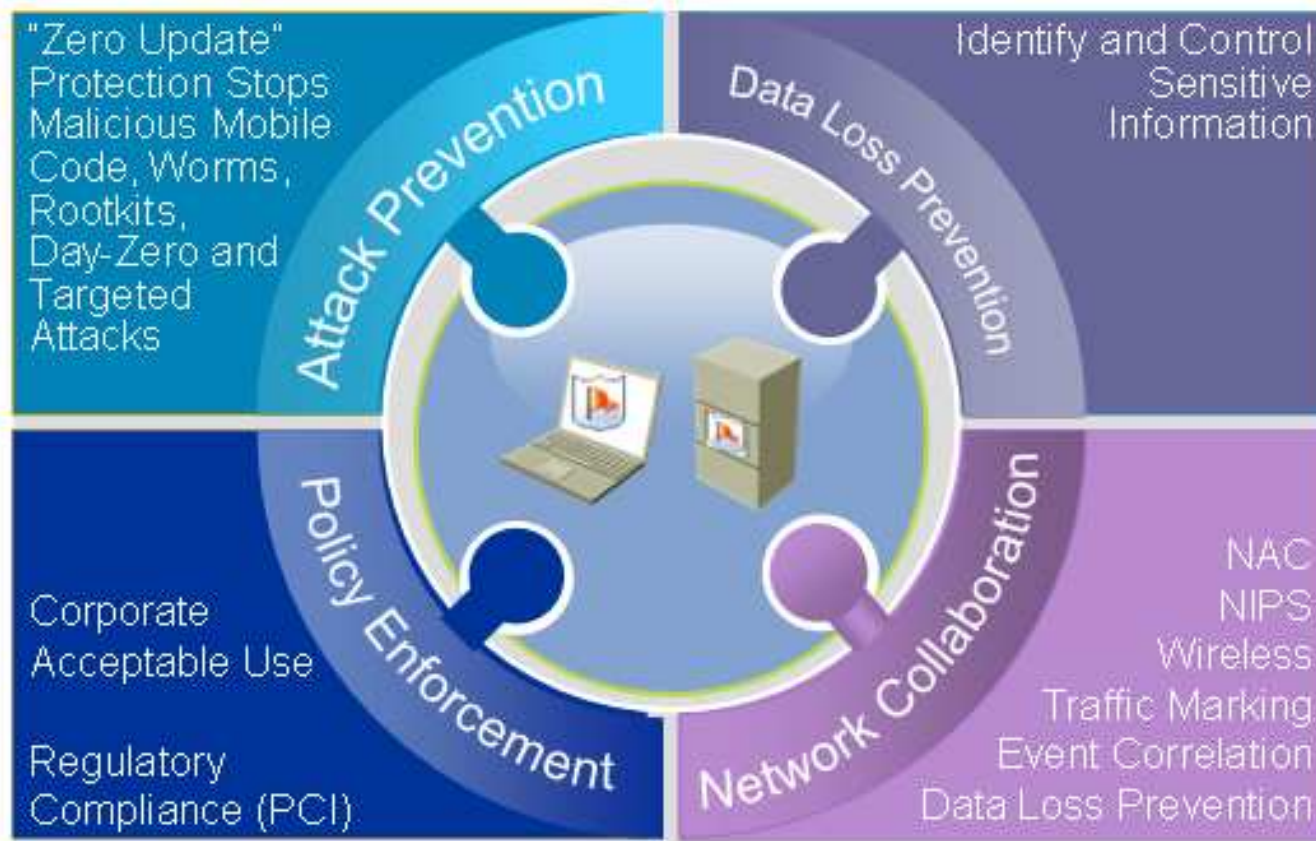 "Zero Update"
Protection Stops
Malicious Mobile
Code, Worms,
Rootkits,
Day-Zero and
Targeted
Attacks
Attack Prevention
Data Loss Prevention
Identify and Control
Sensitive
Information
Policy Enforcement
Corporate
Acceptable Use
Regulatory
Compliance (PCI)
Network Collaboration
NAC
NIPS
Wireless
Traffic Marking
Event Correlation
Data Loss Prevention